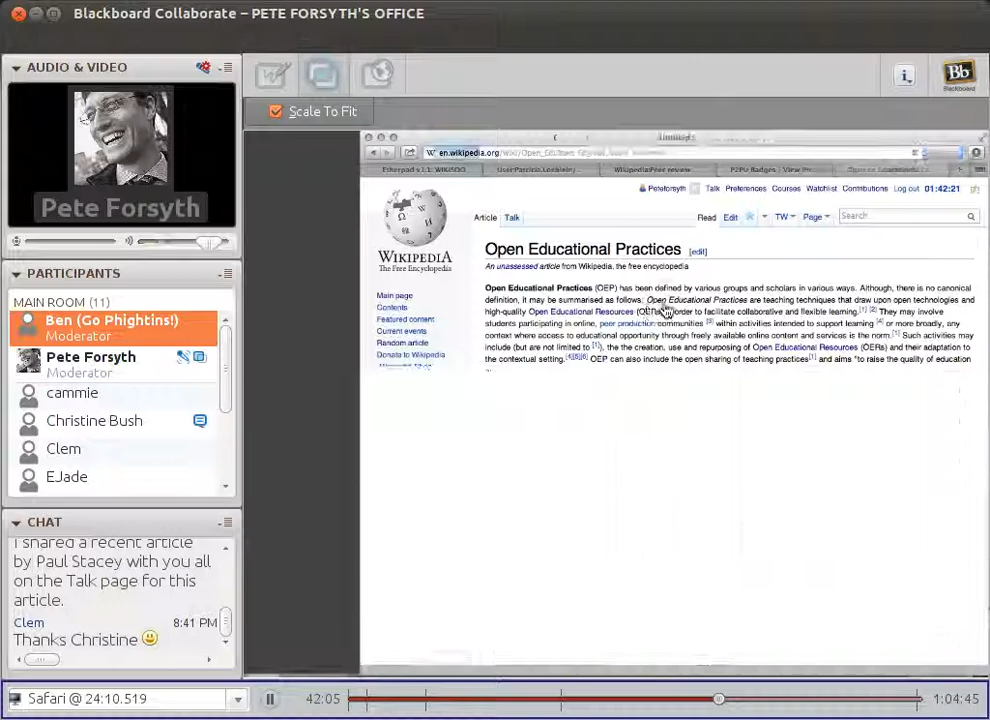 Blackboard Collaborate – PETE FORSYTH'S OFFICE
AUDIO & VIDEO
Pete Forsyth
PARTICIPANTS
MAIN ROOM (11)
Ben (Go Phightins!)
Moderator
Pete Forsyth
Moderator
cammie
Christine Bush
Clem
EJade
CHAT
I shared a recent article
by Paul Stacey with you all
on the Talk page for this
article.
Clem 8:41 PM
Thanks Christine
Bb
Blackboard
Scale To Fit
en.wikipedia.org
Peteforsyth Talk Preferences Courses Watchlist Contributions Log out 01:42:21
Article Talk Read Edit TW Page Search
WIKIPEDIA
The Free Encyclopedia
Main page
Contents
Featured content
Current events
Random article
Donate to Wikipedia
Open Educational Practices [edit]
An unassessed article from Wikipedia, the free encyclopedia
Open Educational Practices (OEP) has been defined by various groups and scholars in various ways. Although, there is no canonical
definition, it may be summarised as follows: Open Educational Practices are teaching techniques that draw upon open technologies and
high-quality Open Educational Resources order to facilitate collaborative and flexible learning.[1] [2] They may involve
students participating in online, peer production communities [3] within activities intended to support learning [4] or more broadly, any
context where access to educational opportunity through freely available online content and services is the norm.[1] Such activities may
include (but are not limited to [1]), the the creation, use and repurposing of Open Educational Resources (OERs) and their adaptation to
the contextual setting.[4][5][6] OEP can also include the open sharing of teaching practices[1] and aims "to raise the quality of education
Safari @ 24:10.519
42:05
1:04:45